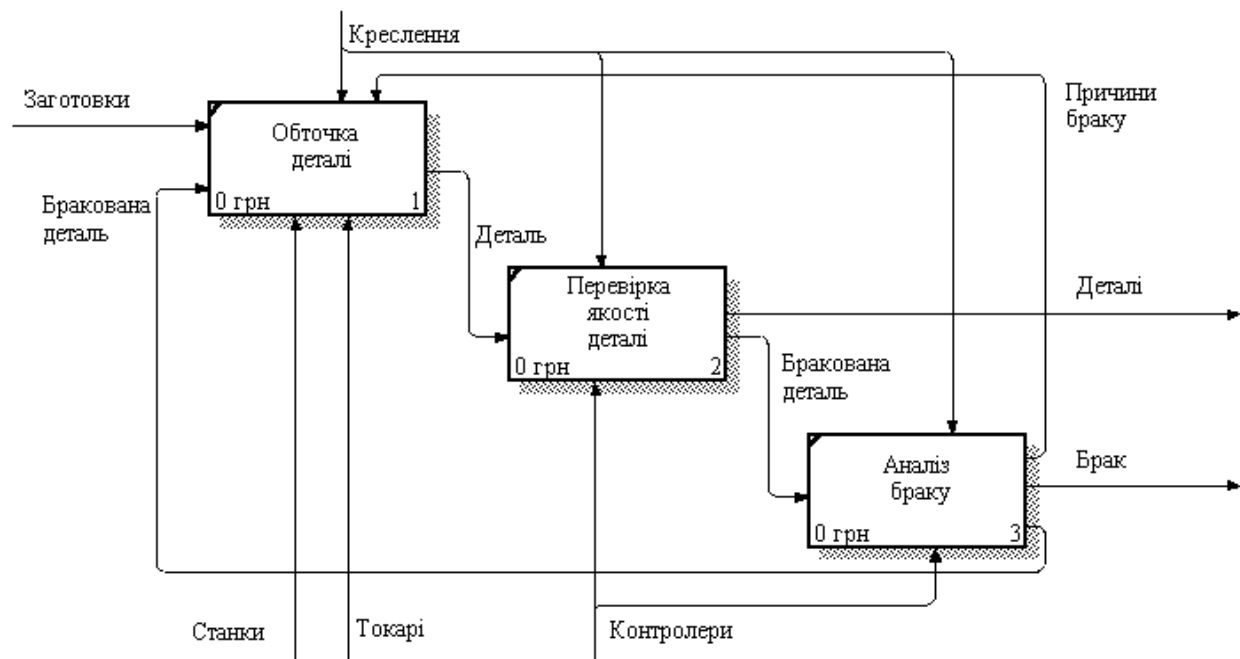 Креслення
Заготовки
Причини
браку
Обточка
деталі
0 грн
1
Бракована
деталь
Деталь
Перевірка
якості
деталі
0 грн
2
Деталі
Бракована
деталь
Аналіз
браку
0 грн
3
Брак
Станки
Токарі
Контролери